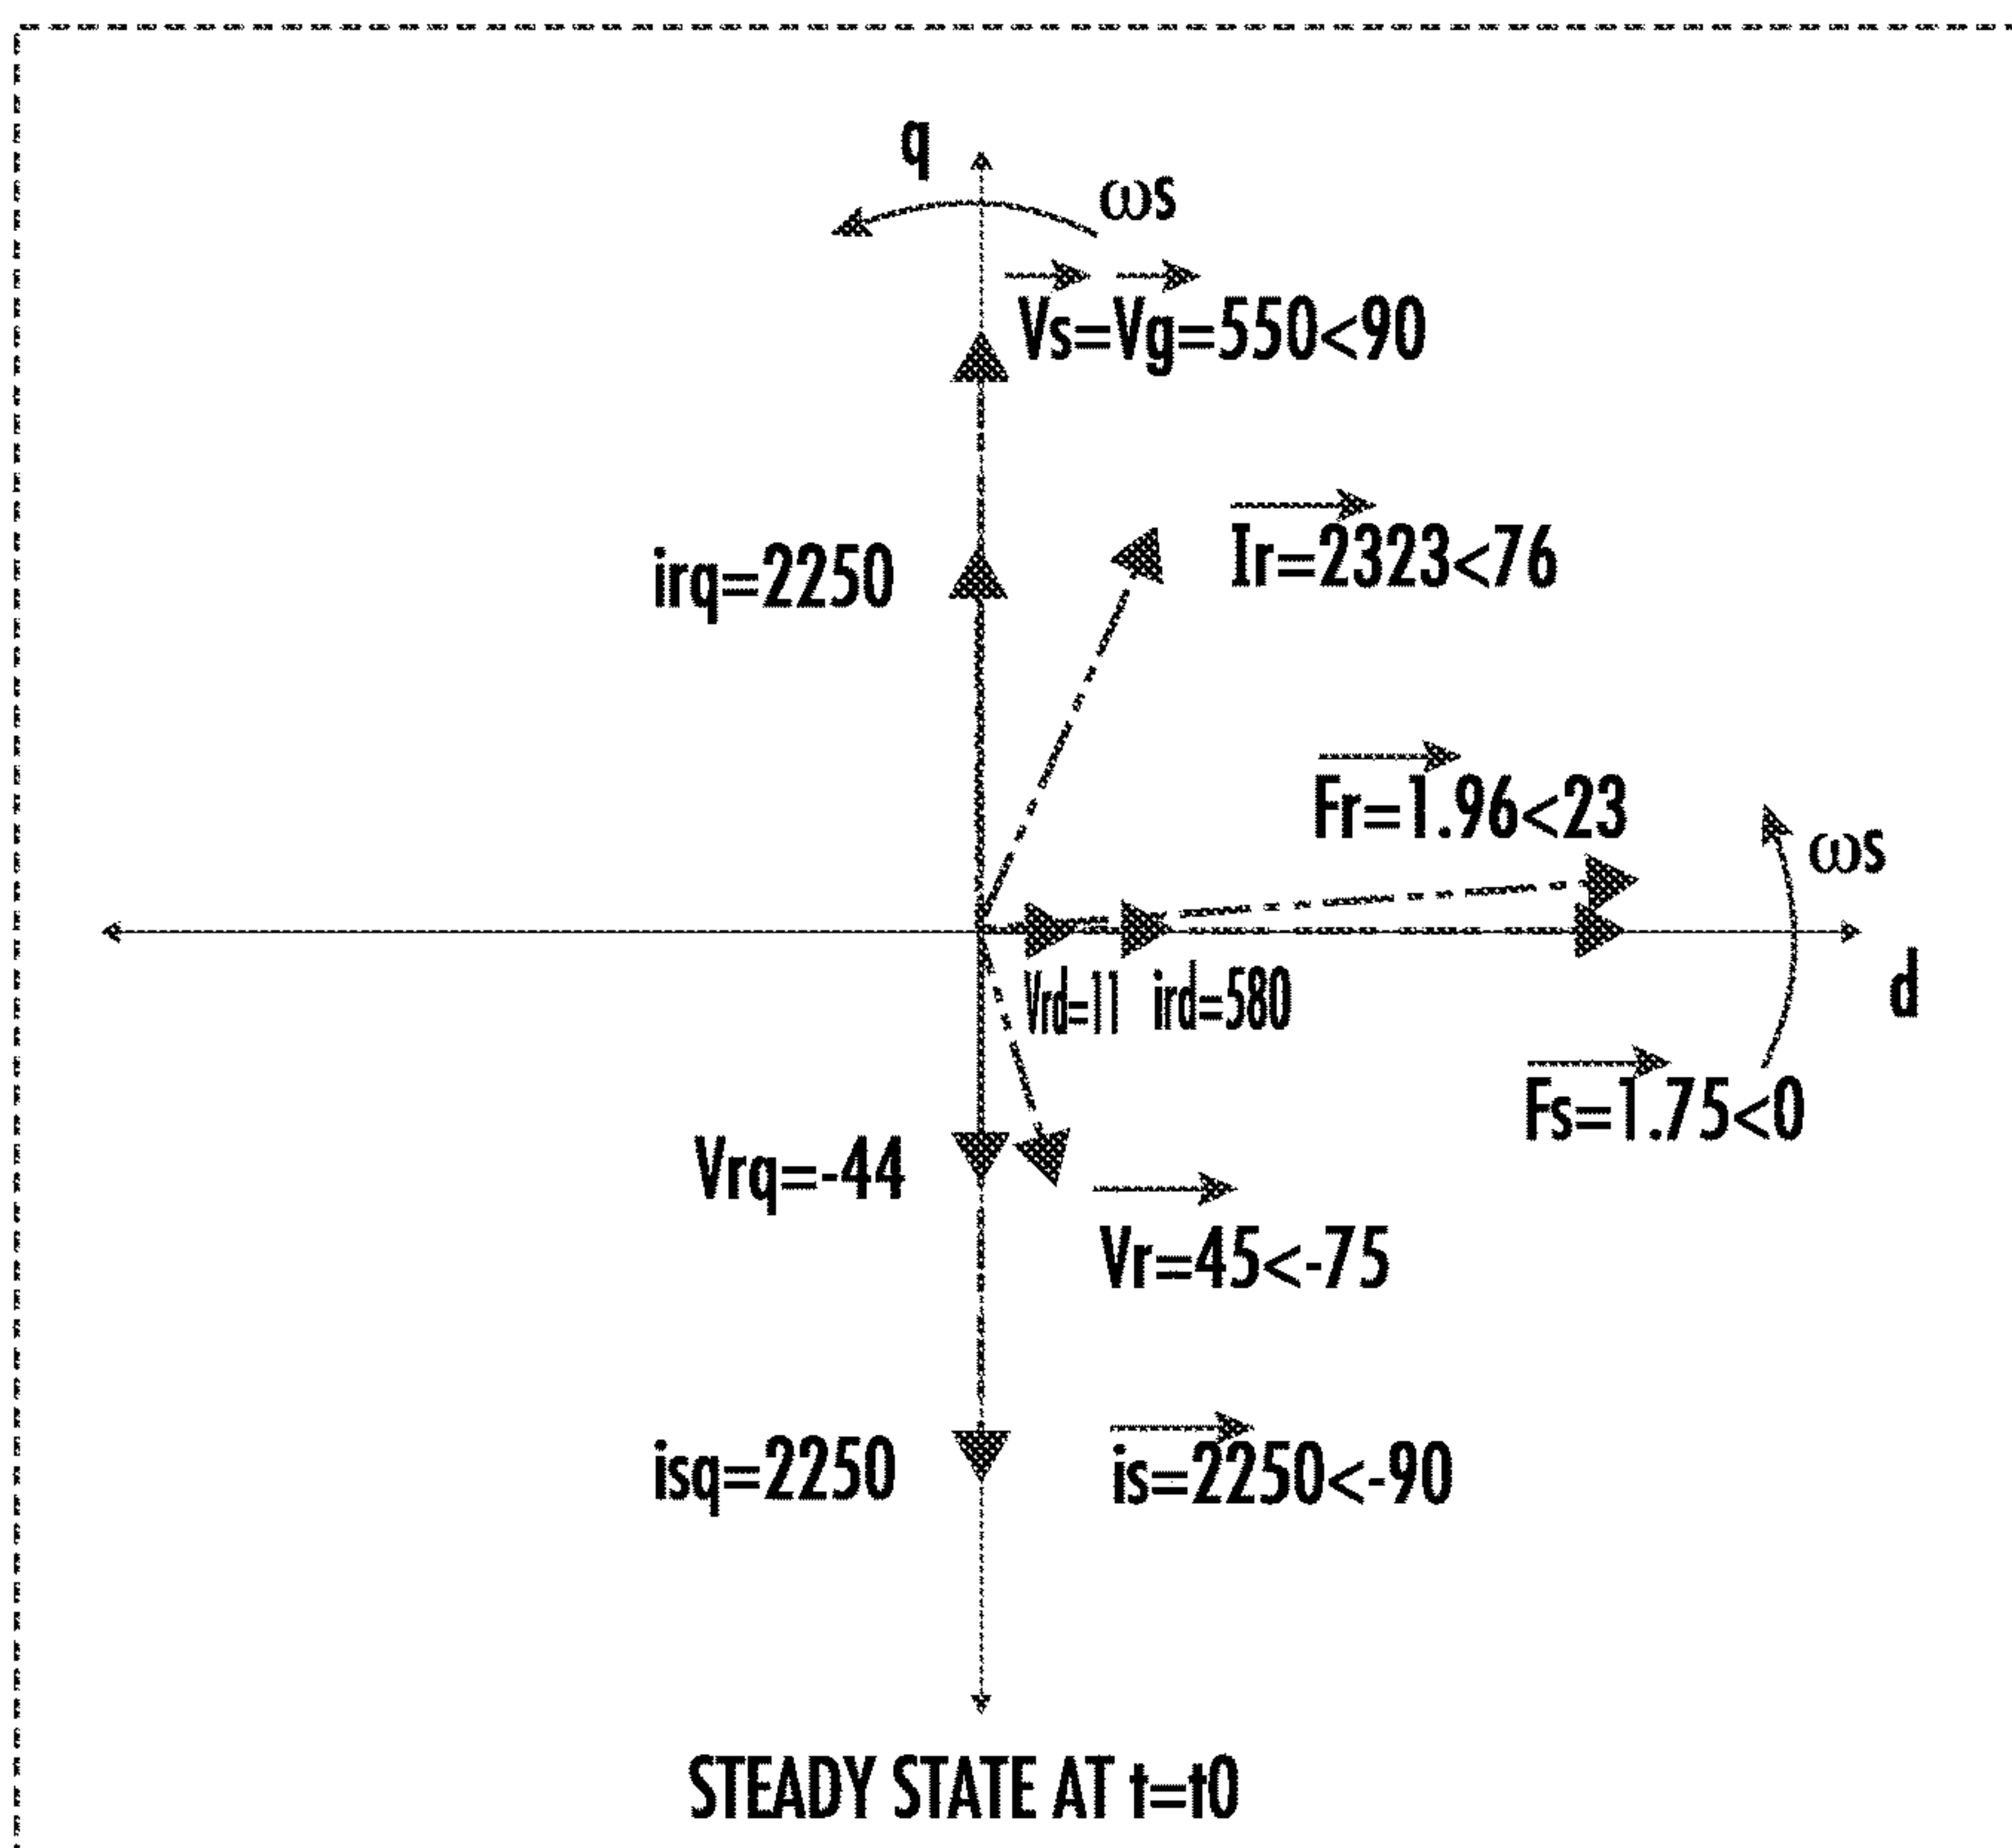 q
ωs
Vs=Vg=550<90
irq=2250
Ir=2323<76
Fr=1.96<23
ωs
Vrd=11 ird=580
d
Fs=1.75<0
Vrq=-44
Vr=45<-75
isq=2250
is=2250<-90
STEADY STATE AT t=t0